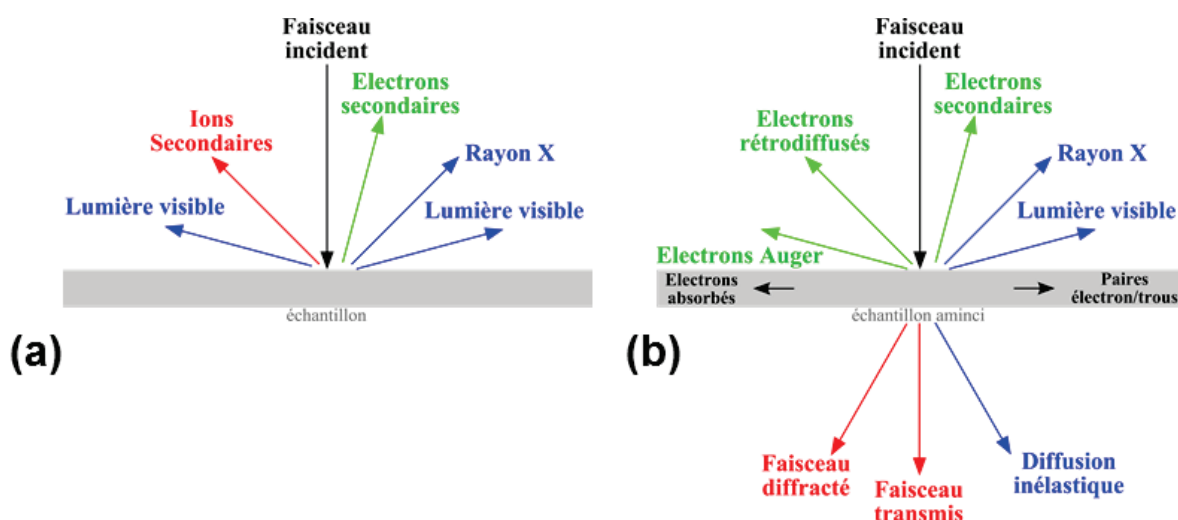 Faisceau
incident
Electrons
secondaires
Ions
Secondaires
Rayon X
Lumière visible
Lumière visible
échantillon
(a)
Faisceau
incident
Electrons
secondaires
Electrons
rétrodiffusés
Rayon X
Lumière visible
Electrons Auger
Electrons
absorbés
Paires
électron/trous
échantillon aminci
(b)
Faisceau
diffracté
Faisceau
transmis
Diffusion
inélastique